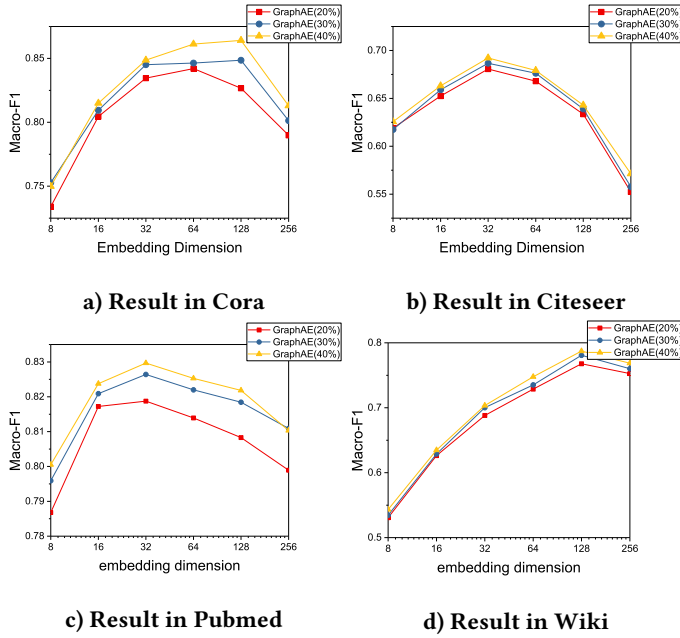 GraphAE(20%)
GraphAE(30%)
GraphAE(40%)
0.85
0.80
0.75
Macro-F1
8 16 32 64 128 256
Embedding Dimension
a) Result in Cora
GraphAE(20%
GraphAE(30%
GraphAE(40%
0.70
0.65
0.60
0.55
Macro-F1
8 16 32 64 128 256
Embedding Dimension
b) Result in Citeseer
GraphAE(20%)
GraphAE(30%)
GraphAE(40%)
0.83
0.82
0.81
0.80
0.79
0.78
Macro-F1
8 16 32 64 128 256
embedding dimension
c) Result in Pubmed
GraphAE(20%)
GraphAE(30%)
GraphAE(40%)
0.8
0.7
0.6
0.5
Macro-F1
8 16 32 64 128 256
embedding dimension
d) Result in Wiki